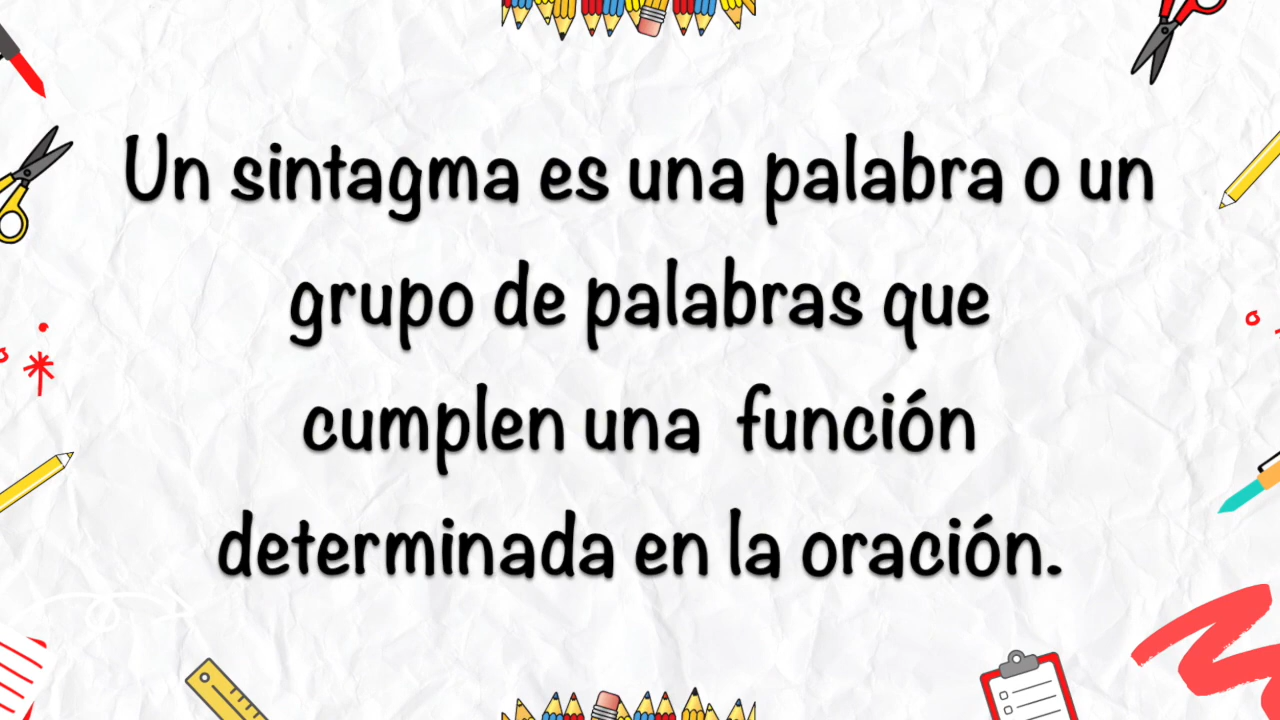 Un sintagma es una palabra o un
grupo de palabras que
cumplen una función
determinada en la oración.